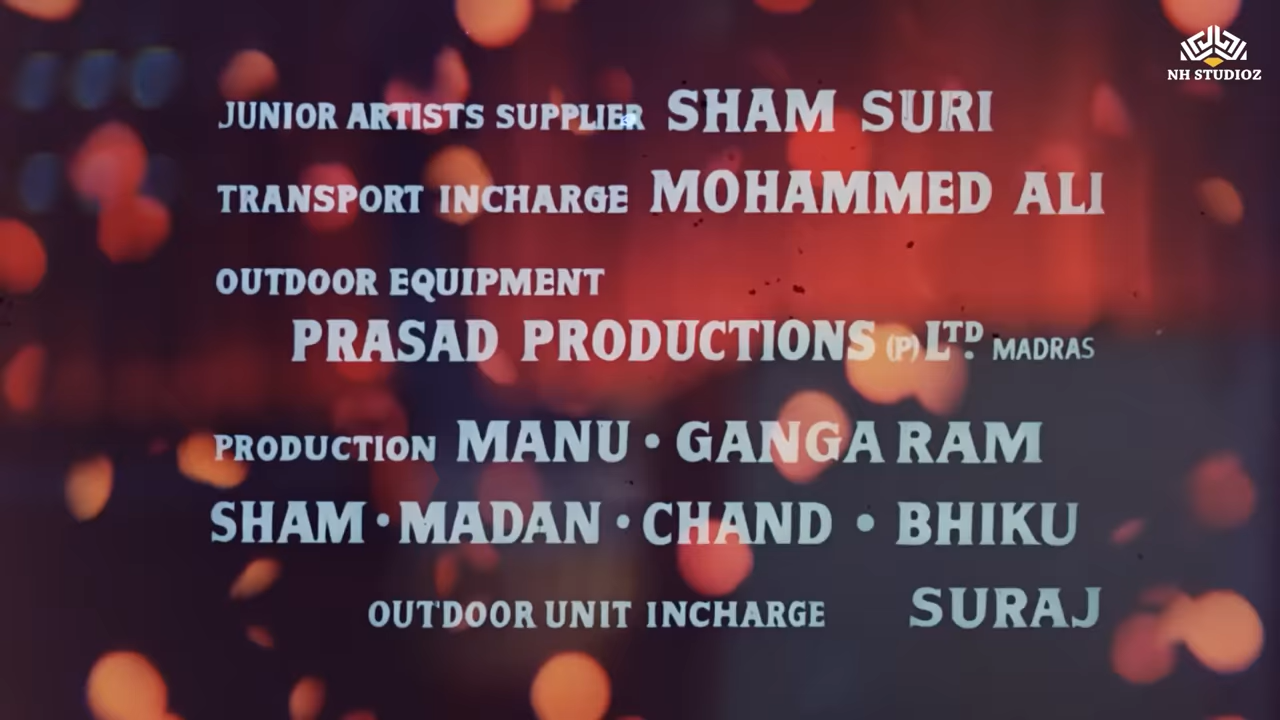 NH STUDIOZ
JUNIOR ARTISTS SUPPLIER SHAM SURI
TRANSPORT INCHARGE MOHAMMED ALI
OUTDOOR EQUIPMENT
PRASAD PRODUCTIONS (P) LTD. MADRAS
PRODUCTION MANU • GANGA RAM
SHAM • MADAN • CHAND • BHIKU
OUTDOOR UNIT INCHARGE SURAJ